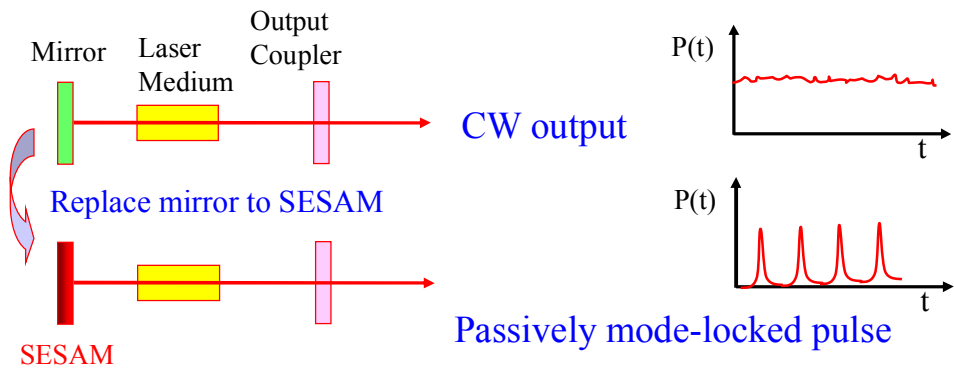 Mirror
Laser
Medium
Output
Coupler
P(t)
CW output
t
Replace mirror to SESAM
P(t)
t
Passively mode-locked pulse
SESAM